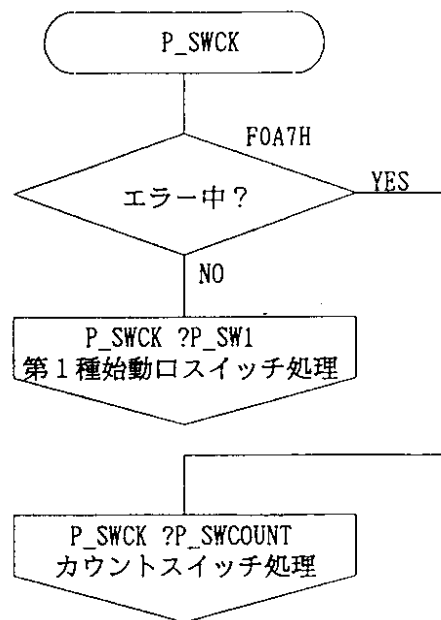 P_SWCK
F0A7H
エラー中？
YES
NO
P_SWCK ?P_SW1
第１種始動口スイッチ処理
P_SWCK ?P_SWCOUNT
カウントスイッチ処理